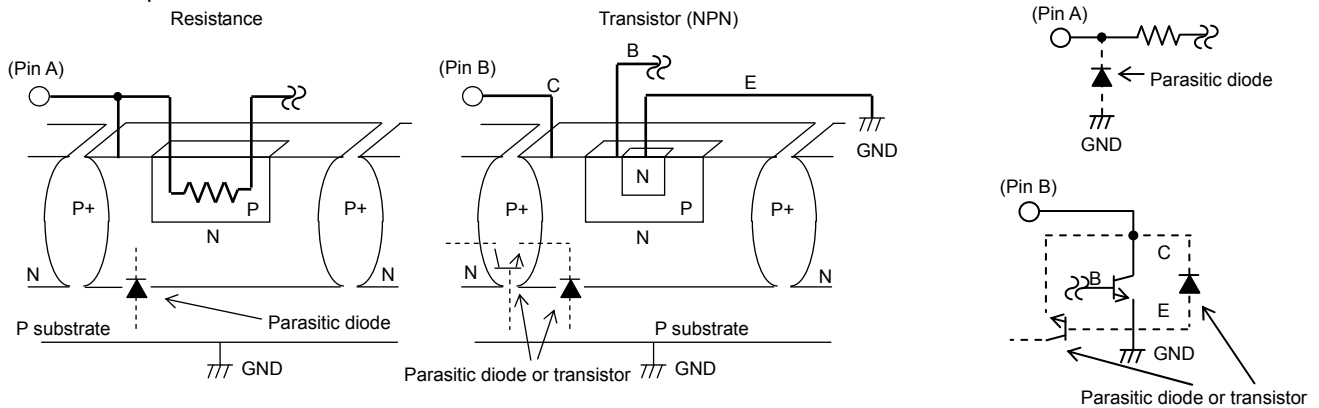 Resistance
(Pin A)
P+
P
P+
N
N
N
Parasitic diode
P substrate
GND
Transistor (NPN)
B
(Pin B)
C
E
GND
N
P+
P
P+
N
N
N
P substrate
GND
Parasitic diode or transistor
(Pin A)
Parasitic diode
GND
(Pin B)
C
B
E
GND
Parasitic diode or transistor